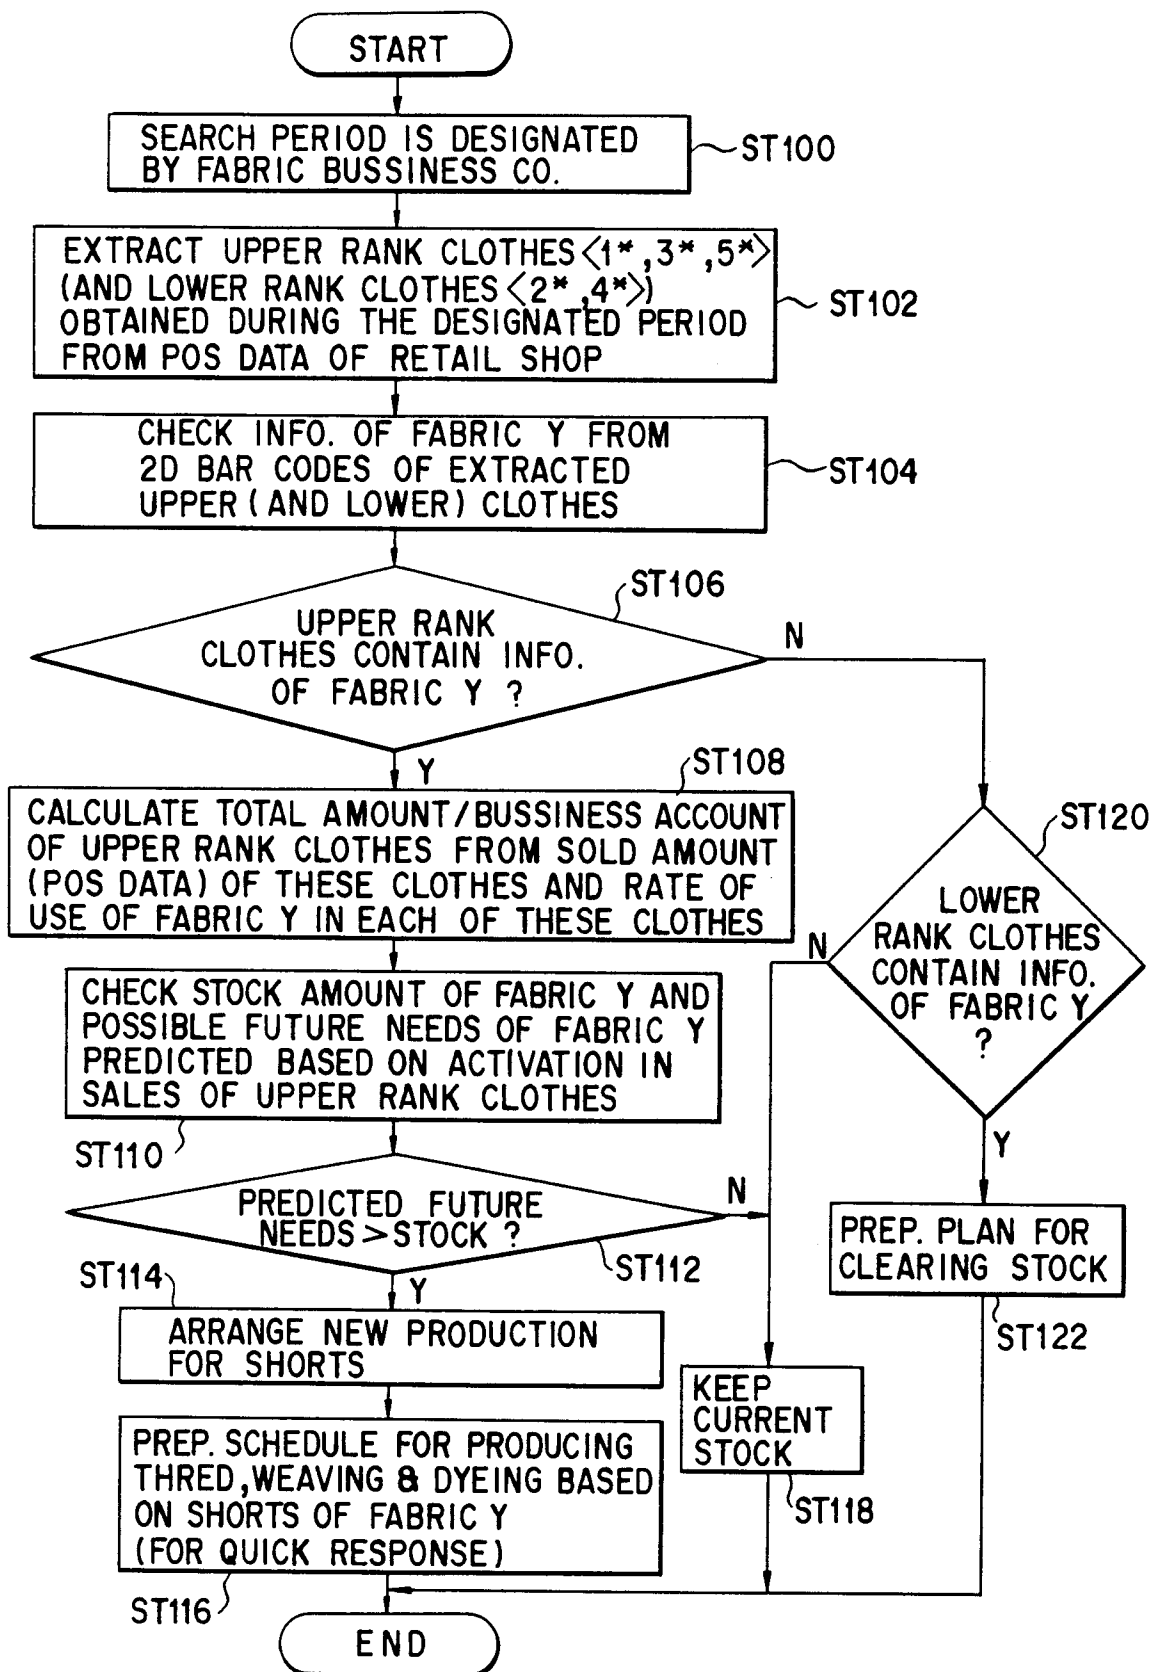 START
SEARCH PERIOD IS DESIGNATED
BY FABRIC BUSSINESS CO.
ST100
EXTRACT UPPER RANK CLOTHES<1*,3*,5*>
(AND LOWER RANK CLOTHES<2*,4*>)
OBTAINED DURING THE DESIGNATED PERIOD
FROM POS DATA OF RETAIL SHOP
ST102
CHECK INFO. OF FABRIC Y FROM
2D BAR CODES OF EXTRACTED
UPPER (AND LOWER) CLOTHES
ST104
ST106
UPPER RANK
CLOTHES CONTAIN INFO.
OF FABRIC Y ?
N
Y
ST108
CALCULATE TOTAL AMOUNT/BUSSINESS ACCOUNT
OF UPPER RANK CLOTHES FROM SOLD AMOUNT
(POS DATA) OF THESE CLOTHES AND RATE OF
USE OF FABRIC Y IN EACH OF THESE CLOTHES
ST120
LOWER
RANK CLOTHES
CONTAIN INFO.
OF FABRIC Y
?
N
Y
CHECK STOCK AMOUNT OF FABRIC Y AND
POSSIBLE FUTURE NEEDS OF FABRIC Y
PREDICTED BASED ON ACTIVATION IN
SALES OF UPPER RANK CLOTHES
ST110
PREDICTED FUTURE
NEEDS>STOCK ?
N
ST112
Y
PREP. PLAN FOR
CLEARING STOCK
ST122
ST114
ARRANGE NEW PRODUCTION
FOR SHORTS
KEEP
CURRENT
STOCK
ST118
PREP. SCHEDULE FOR PRODUCING
THRED, WEAVING & DYEING BASED
ON SHORTS OF FABRIC Y
(FOR QUICK RESPONSE)
ST116
END